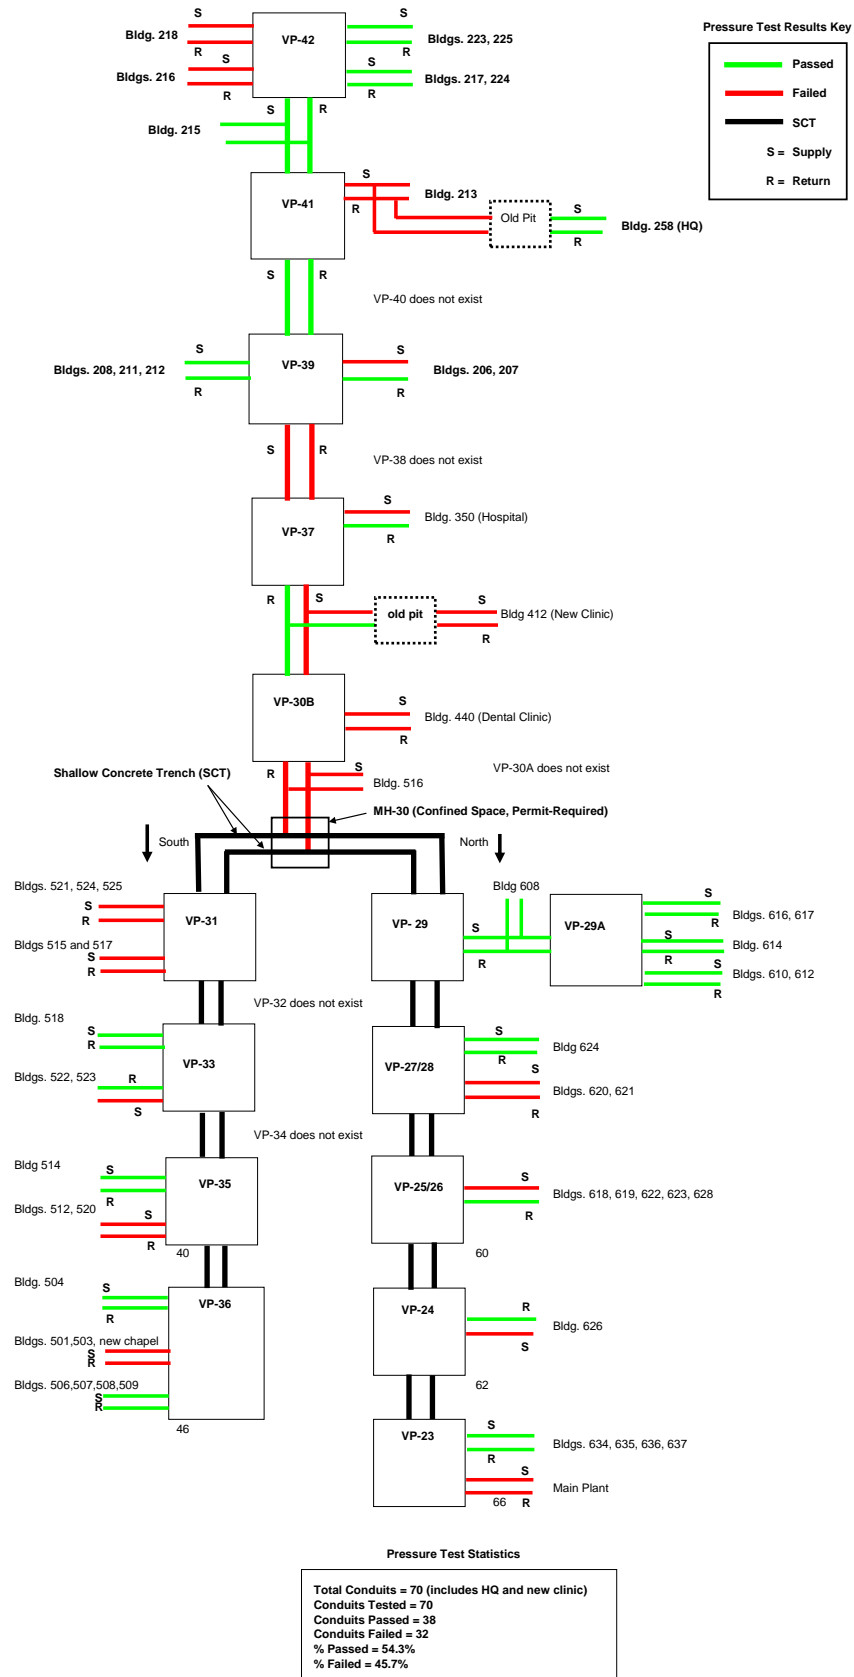 S
Bldg. 218
VP-42
Bldgs. 223, 225
R
R
S
Bldgs. 216
S
Bldgs. 217, 224
R
R
Pressure Test Results Key
Passed
Failed
SCT
S = Supply
R = Return
S
R
Bldg. 215
VP-41
S
Bldg. 213
R
Old Pit
S
Bldg. 258 (HQ)
R
S
R
VP-40 does not exist
S
VP-39
S
Bldgs. 208, 211, 212
Bldgs. 206, 207
R
R
S
R
VP-38 does not exist
VP-37
S
Bldg. 350 (Hospital)
R
R
S
old pit
S
Bldg 412 (New Clinic)
R
VP-30B
S
Bldg. 440 (Dental Clinic)
R
VP-30A does not exist
R
S
Shallow Concrete Trench (SCT)
Bldg. 516
MH-30 (Confined Space, Permit-Required)
South
North
Bldgs. 521, 524, 525
S
R
VP-31
Bldgs 515 and 517
S
R
VP- 29
Bldg 608
S
R
VP-29A
S
Bldgs. 616, 617
R
S
Bldg. 614
R
S
Bldgs. 610, 612
R
VP-32 does not exist
Bldg. 518
S
R
VP-33
Bldgs. 522, 523
R
S
VP-27/28
S
Bldg 624
R
S
Bldgs. 620, 621
R
VP-34 does not exist
Bldg 514
S
R
VP-35
Bldgs. 512, 520
S
R
40
VP-25/26
S
Bldgs. 618, 619, 622, 623, 628
R
60
Bldg. 504
S
R
VP-36
Bldgs. 501,503, new chapel
S
R
Bldgs. 506,507,508,509
S
R
46
VP-24
R
Bldg. 626
S
62
VP-23
S
Bldgs. 634, 635, 636, 637
R
S
Main Plant
66
R
Pressure Test Statistics
Total Conduits = 70 (includes HQ and new clinic)
Conduits Tested = 70
Conduits Passed = 38
Conduits Failed = 32
% Passed = 54.3%
% Failed = 45.7%